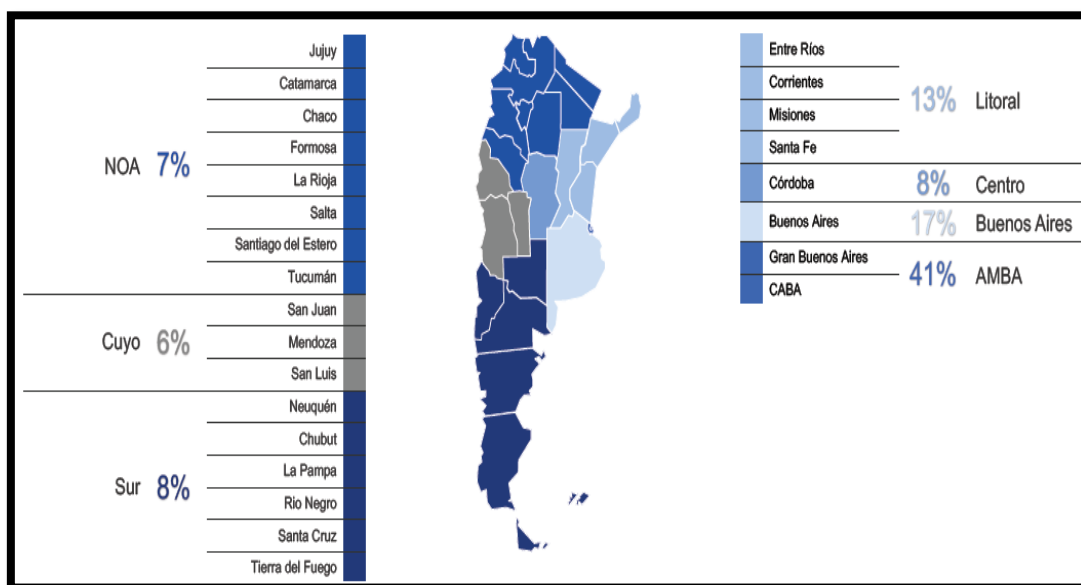 Jujuy
Catamarca
Chaco
Formosa
NOA 7%
La Rioja
Salta
Santiago del Estero
Tucumán
San Juan
Cuyo 6%
Mendoza
San Luis
Neuquén
Chubut
La Pampa
Sur 8%
Rio Negro
Santa Cruz
Tierra del Fuego
Entre Ríos
Corrientes
13% Litoral
Misiones
Santa Fe
Córdoba 8% Centro
Buenos Aires 17% Buenos Aires
Gran Buenos Aires
41% AMBA
CABA